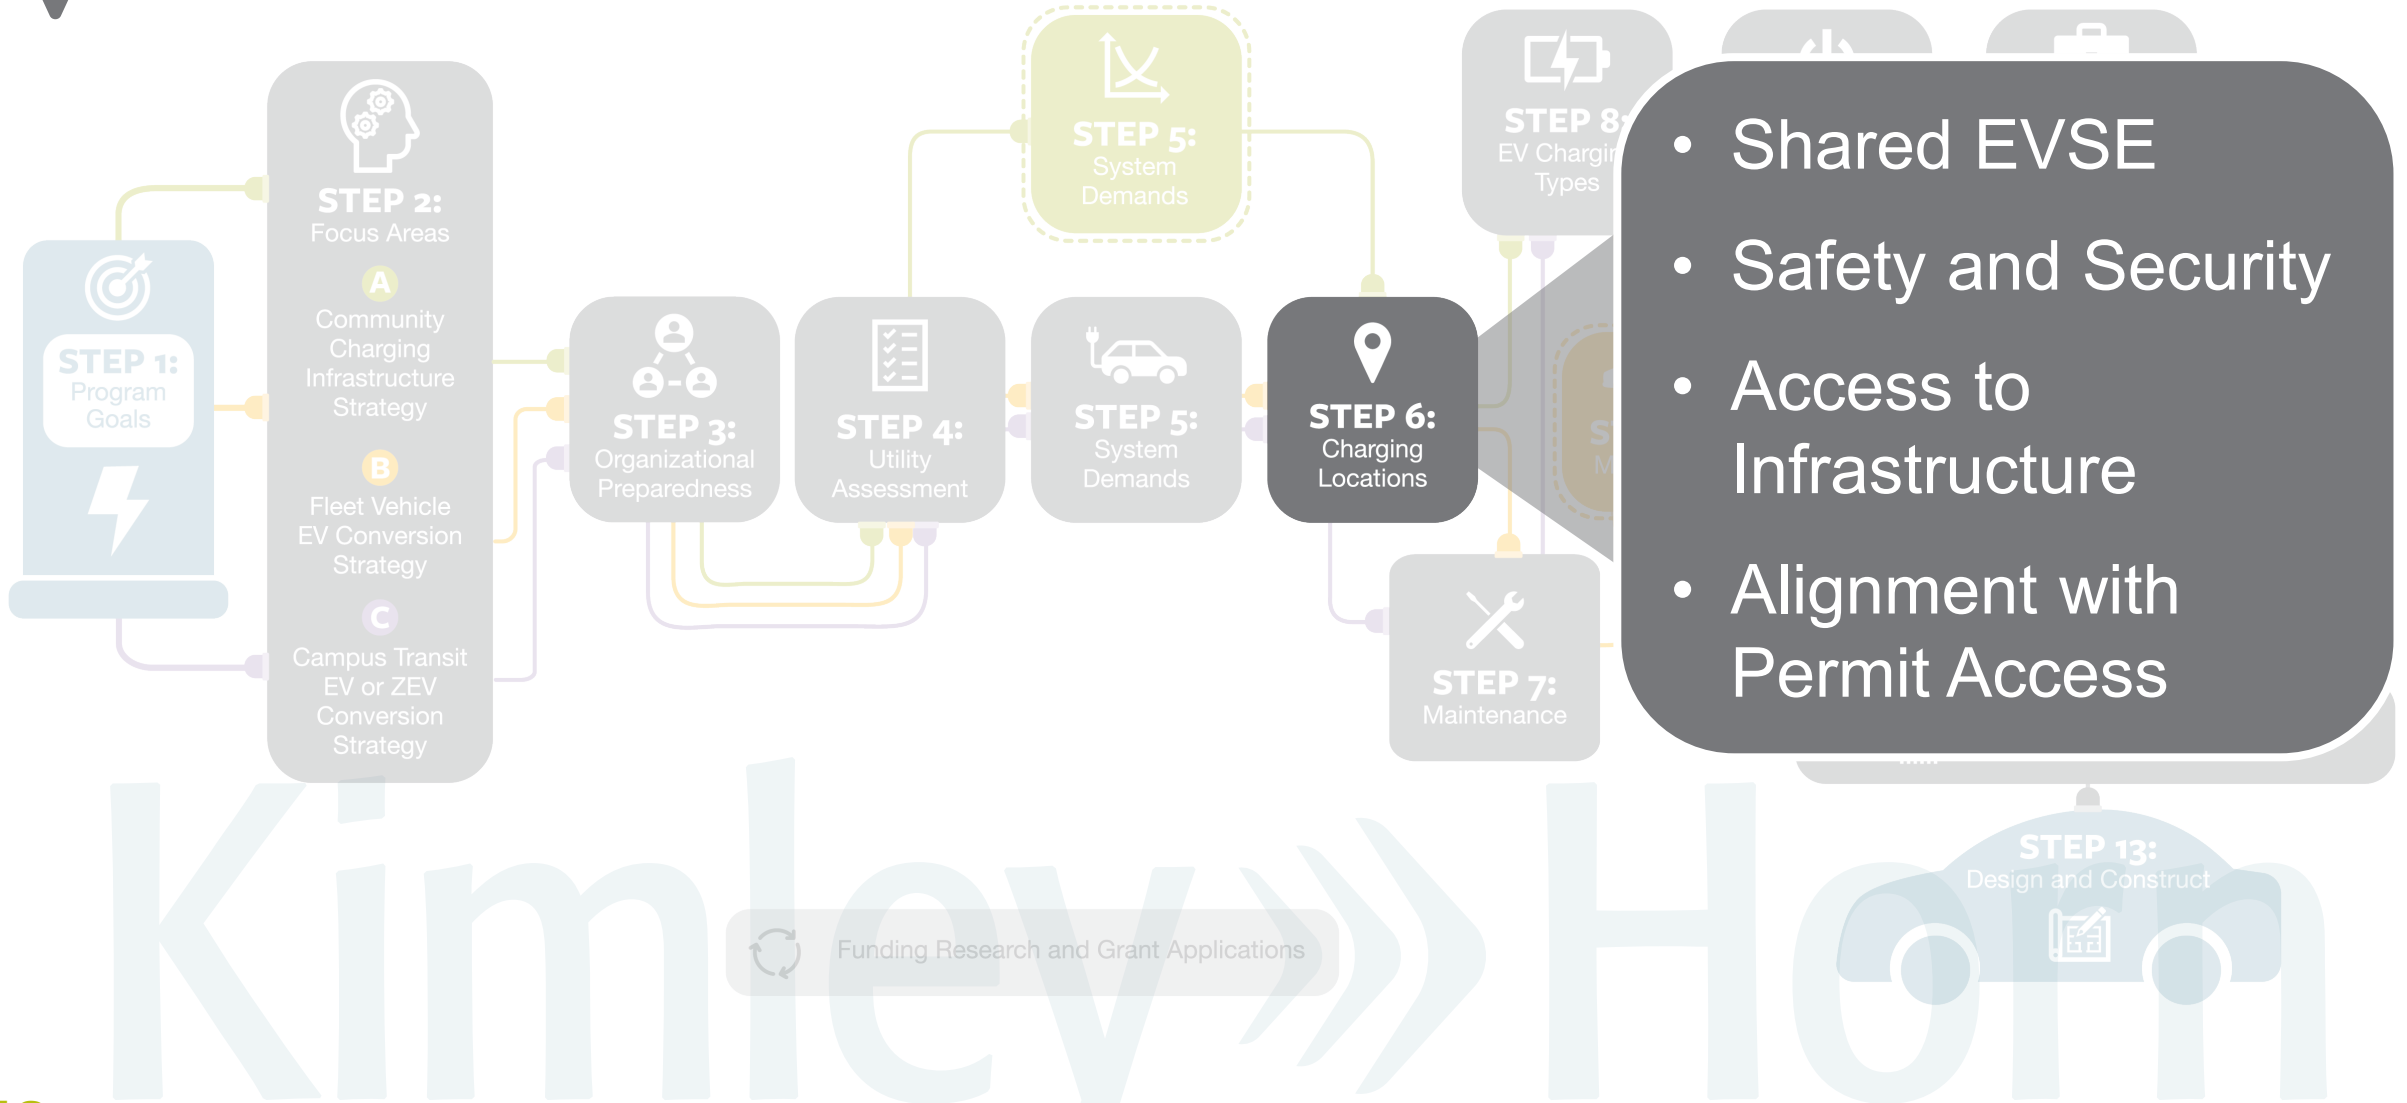 STEP 1:
Program
Goals
STEP 2:
Focus Areas
A
Community
Charging
Infrastructure
Strategy
B
Fleet Vehicle
EV Conversion
Strategy
C
Campus Transit
EV or ZEV
Conversion
Strategy
STEP 3:
Organizational
Preparedness
STEP 4:
Utility
Assessment
STEP 5:
System
Demands
STEP 5:
System
Demands
STEP 6:
Charging
Locations
STEP 7:
Maintenance
STEP 8:
EV Charging
Types
• Shared EVSE
• Safety and Security
• Access to
Infrastructure
• Alignment with
Permit Access
STEP 13:
Design and Construct
Funding Research and Grant Applications
Kimley»Horn